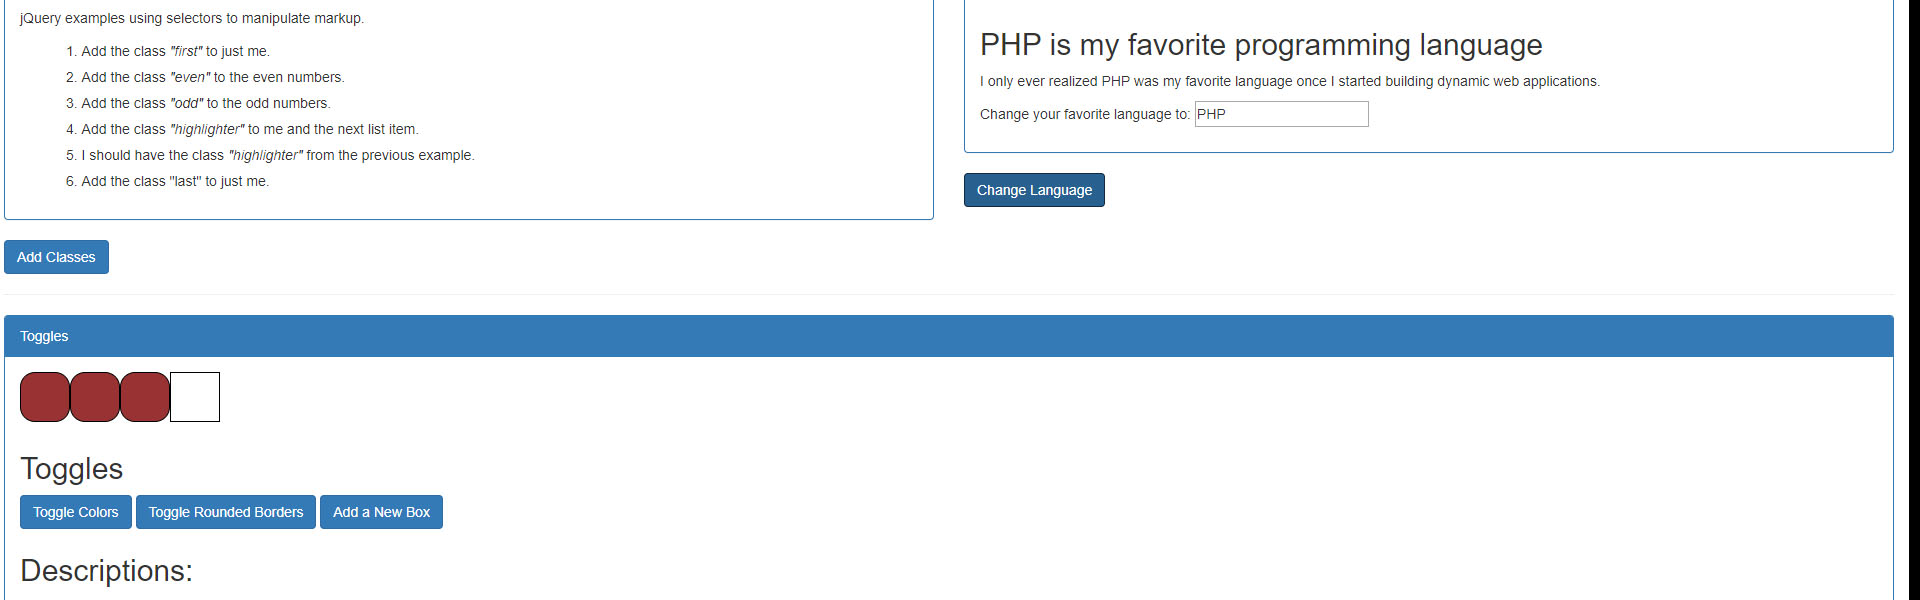 jQuery examples using selectors to manipulate markup.
1. Add the class "first" to just me.
2. Add the class "even" to the even numbers.
3. Add the class "odd" to the odd numbers.
4. Add the class "highlighter" to me and the next list item.
5. I should have the class "highlighter" from the previous example.
6. Add the class "last" to just me.
Add Classes
PHP is my favorite programming language
I only ever realized PHP was my favorite language once I started building dynamic web applications.
Change your favorite language to: PHP
Change Language
Toggles
Toggles
Toggle Colors Toggle Rounded Borders Add a New Box
Descriptions: